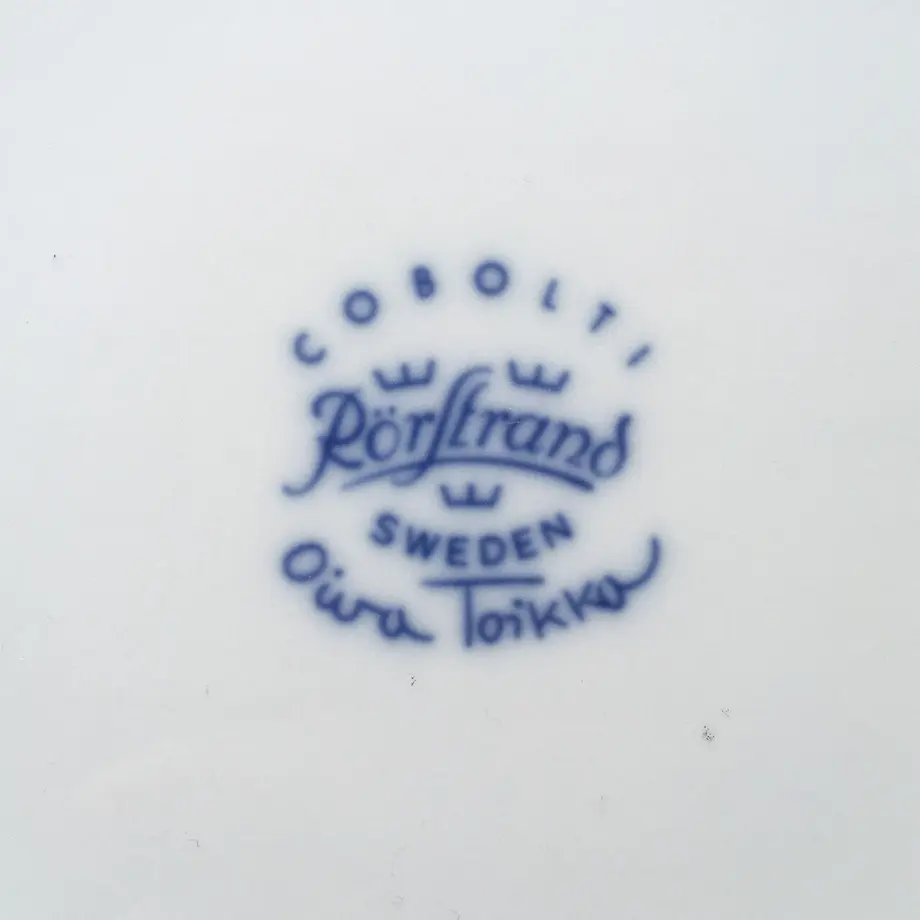 COBOLTI
Rörstrand
SWEDEN
Oiva Toikka